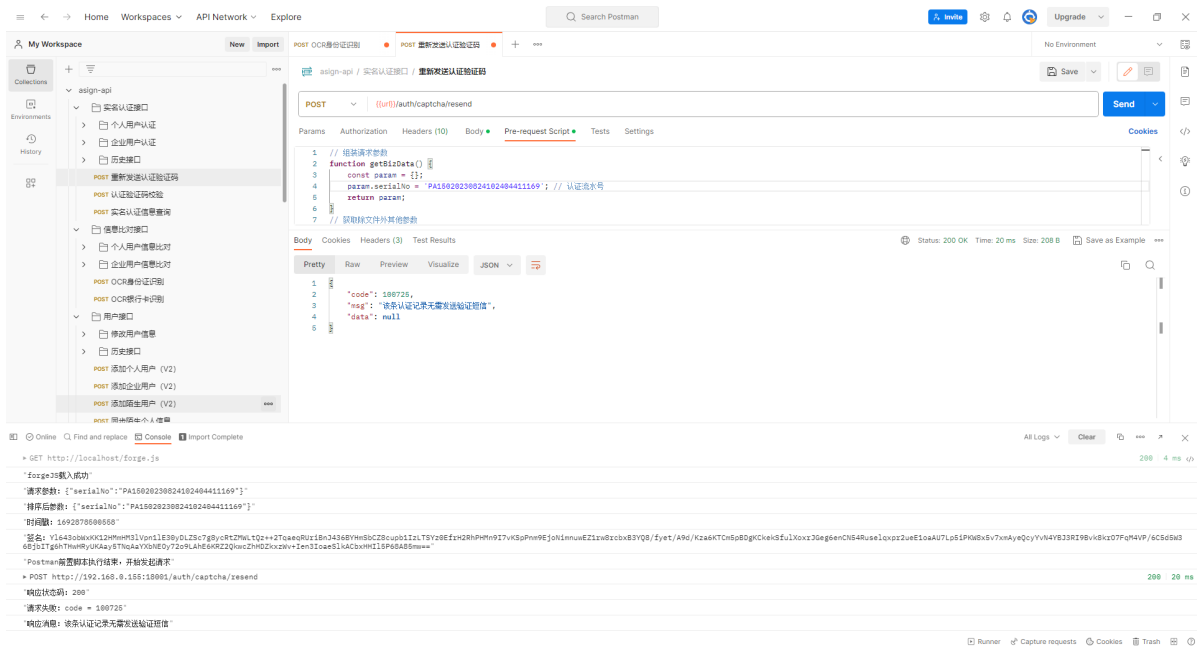 Home Workspaces API Network Explore Search Postman Invite Upgrade
My Workspace New Import POST OCR身份证识别 POST 重新发送认证验证码 No Environment
Collections
Environments
History
asign-api
实名认证接口
个人用户认证
企业用户认证
历史接口
POST 重新发送认证验证码
POST 认证验证码校验
POST 实名认证信息查询
信息比对接口
个人用户信息比对
企业用户信息比对
POST OCR身份证识别
POST OCR银行卡识别
用户接口
修改用户信息
历史接口
POST 添加个人用户（V2）
POST 添加企业用户（V2）
POST 添加陌生用户（V2）
POST 同步陌生个人信息
asign-api / 实名认证接口 / 重新发送认证验证码 Save
POST {{url}}/auth/captcha/resend Send
Params Authorization Headers (10) Body Pre-request Script Tests Settings Cookies
1 // 组装请求参数
2 function getBizData() {
3 const param = {};
4 param.serialNo = `PA15020230824102404411169`; // 认证流水号
5 return param;
6 }
7 // 获取除文件外其他参数
Body Cookies Headers (3) Test Results Status: 200 OK Time: 20 ms Size: 208 B Save as Example
Pretty Raw Preview Visualize JSON
1 {
2 "code": 100725,
3 "msg": "该条认证记录无需发送验证短信",
4 "data": null
5 }
Online Find and replace Console Import Complete All Logs Clear
GET http://localhost/forge.js 200 4 ms
"forgeJS载入成功"
"请求参数: {"serialNo":"PA15020230824102404411169"}"
"排序后参数: {"serialNo":"PA15020230824102404411169"}"
"时间戳: 1692878500558"
"签名:
"Postman前置脚本执行结束，开始发起请求"
POST http://192.168.0.155:18001/auth/captcha/resend 200 20 ms
"响应状态码: 200"
"请求失败: code = 100725"
"响应消息: 该条认证记录无需发送验证短信"
Runner Capture requests Cookies Trash